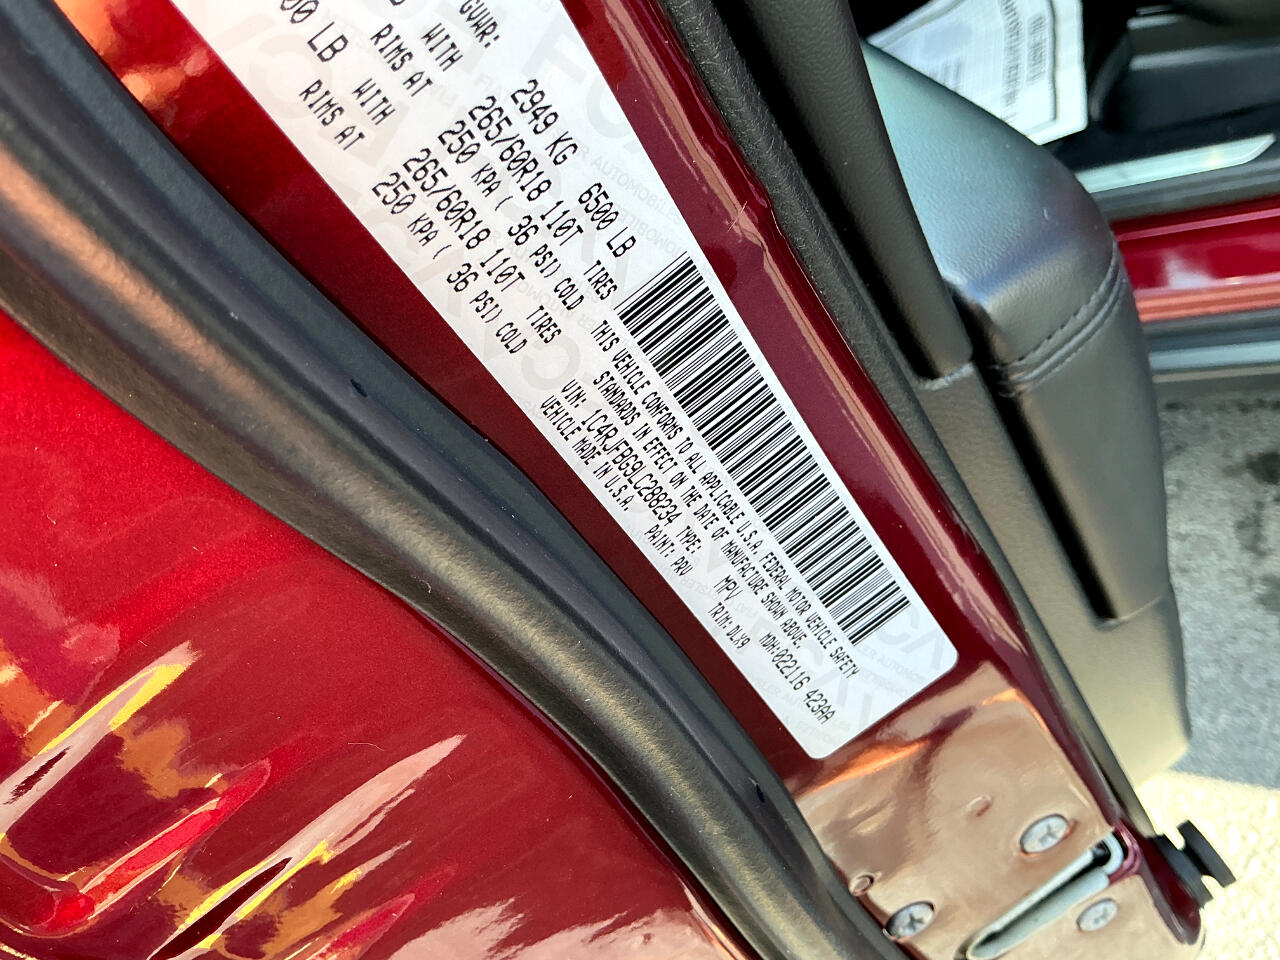 GVWR: 2949 KG 6500 LB
WITH 265/60R18 110T TIRES
RIMS AT 250 KPA ( 36 PSI) COLD
00 LB WITH 265/60R18 110T TIRES
RIMS AT 250 KPA ( 36 PSI) COLD
THIS VEHICLE CONFORMS TO ALL APPLICABLE U.S.A. FEDERAL MOTOR VEHICLE SAFETY
STANDARDS IN EFFECT ON THE DATE OF MANUFACTURE SHOWN ABOVE.
VIN: 1C4RJFBG9LC288234 TYPE: MPV MDH:022116 423AA
VEHICLE MADE IN U.S.A. PAINT: PRV TRIM: DLX9